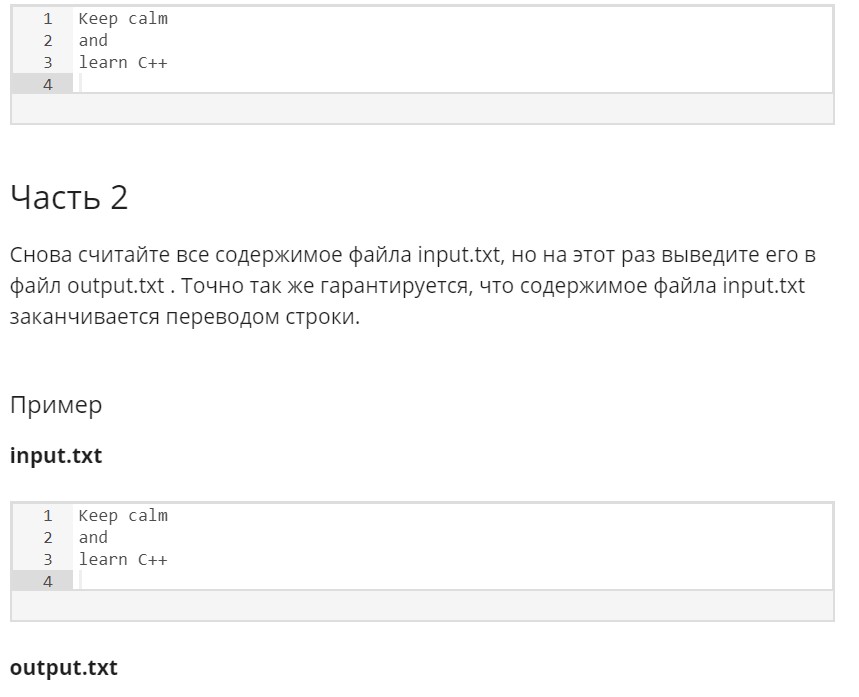 1 Keep calm
2 and
3 learn C++
4
Часть 2
Снова считайте все содержимое файла input.txt, но на этот раз выведите его в
файл output.txt . Точно так же гарантируется, что содержимое файла input.txt
заканчивается переводом строки.
Пример
input.txt
1 Keep calm
2 and
3 learn C++
4
output.txt